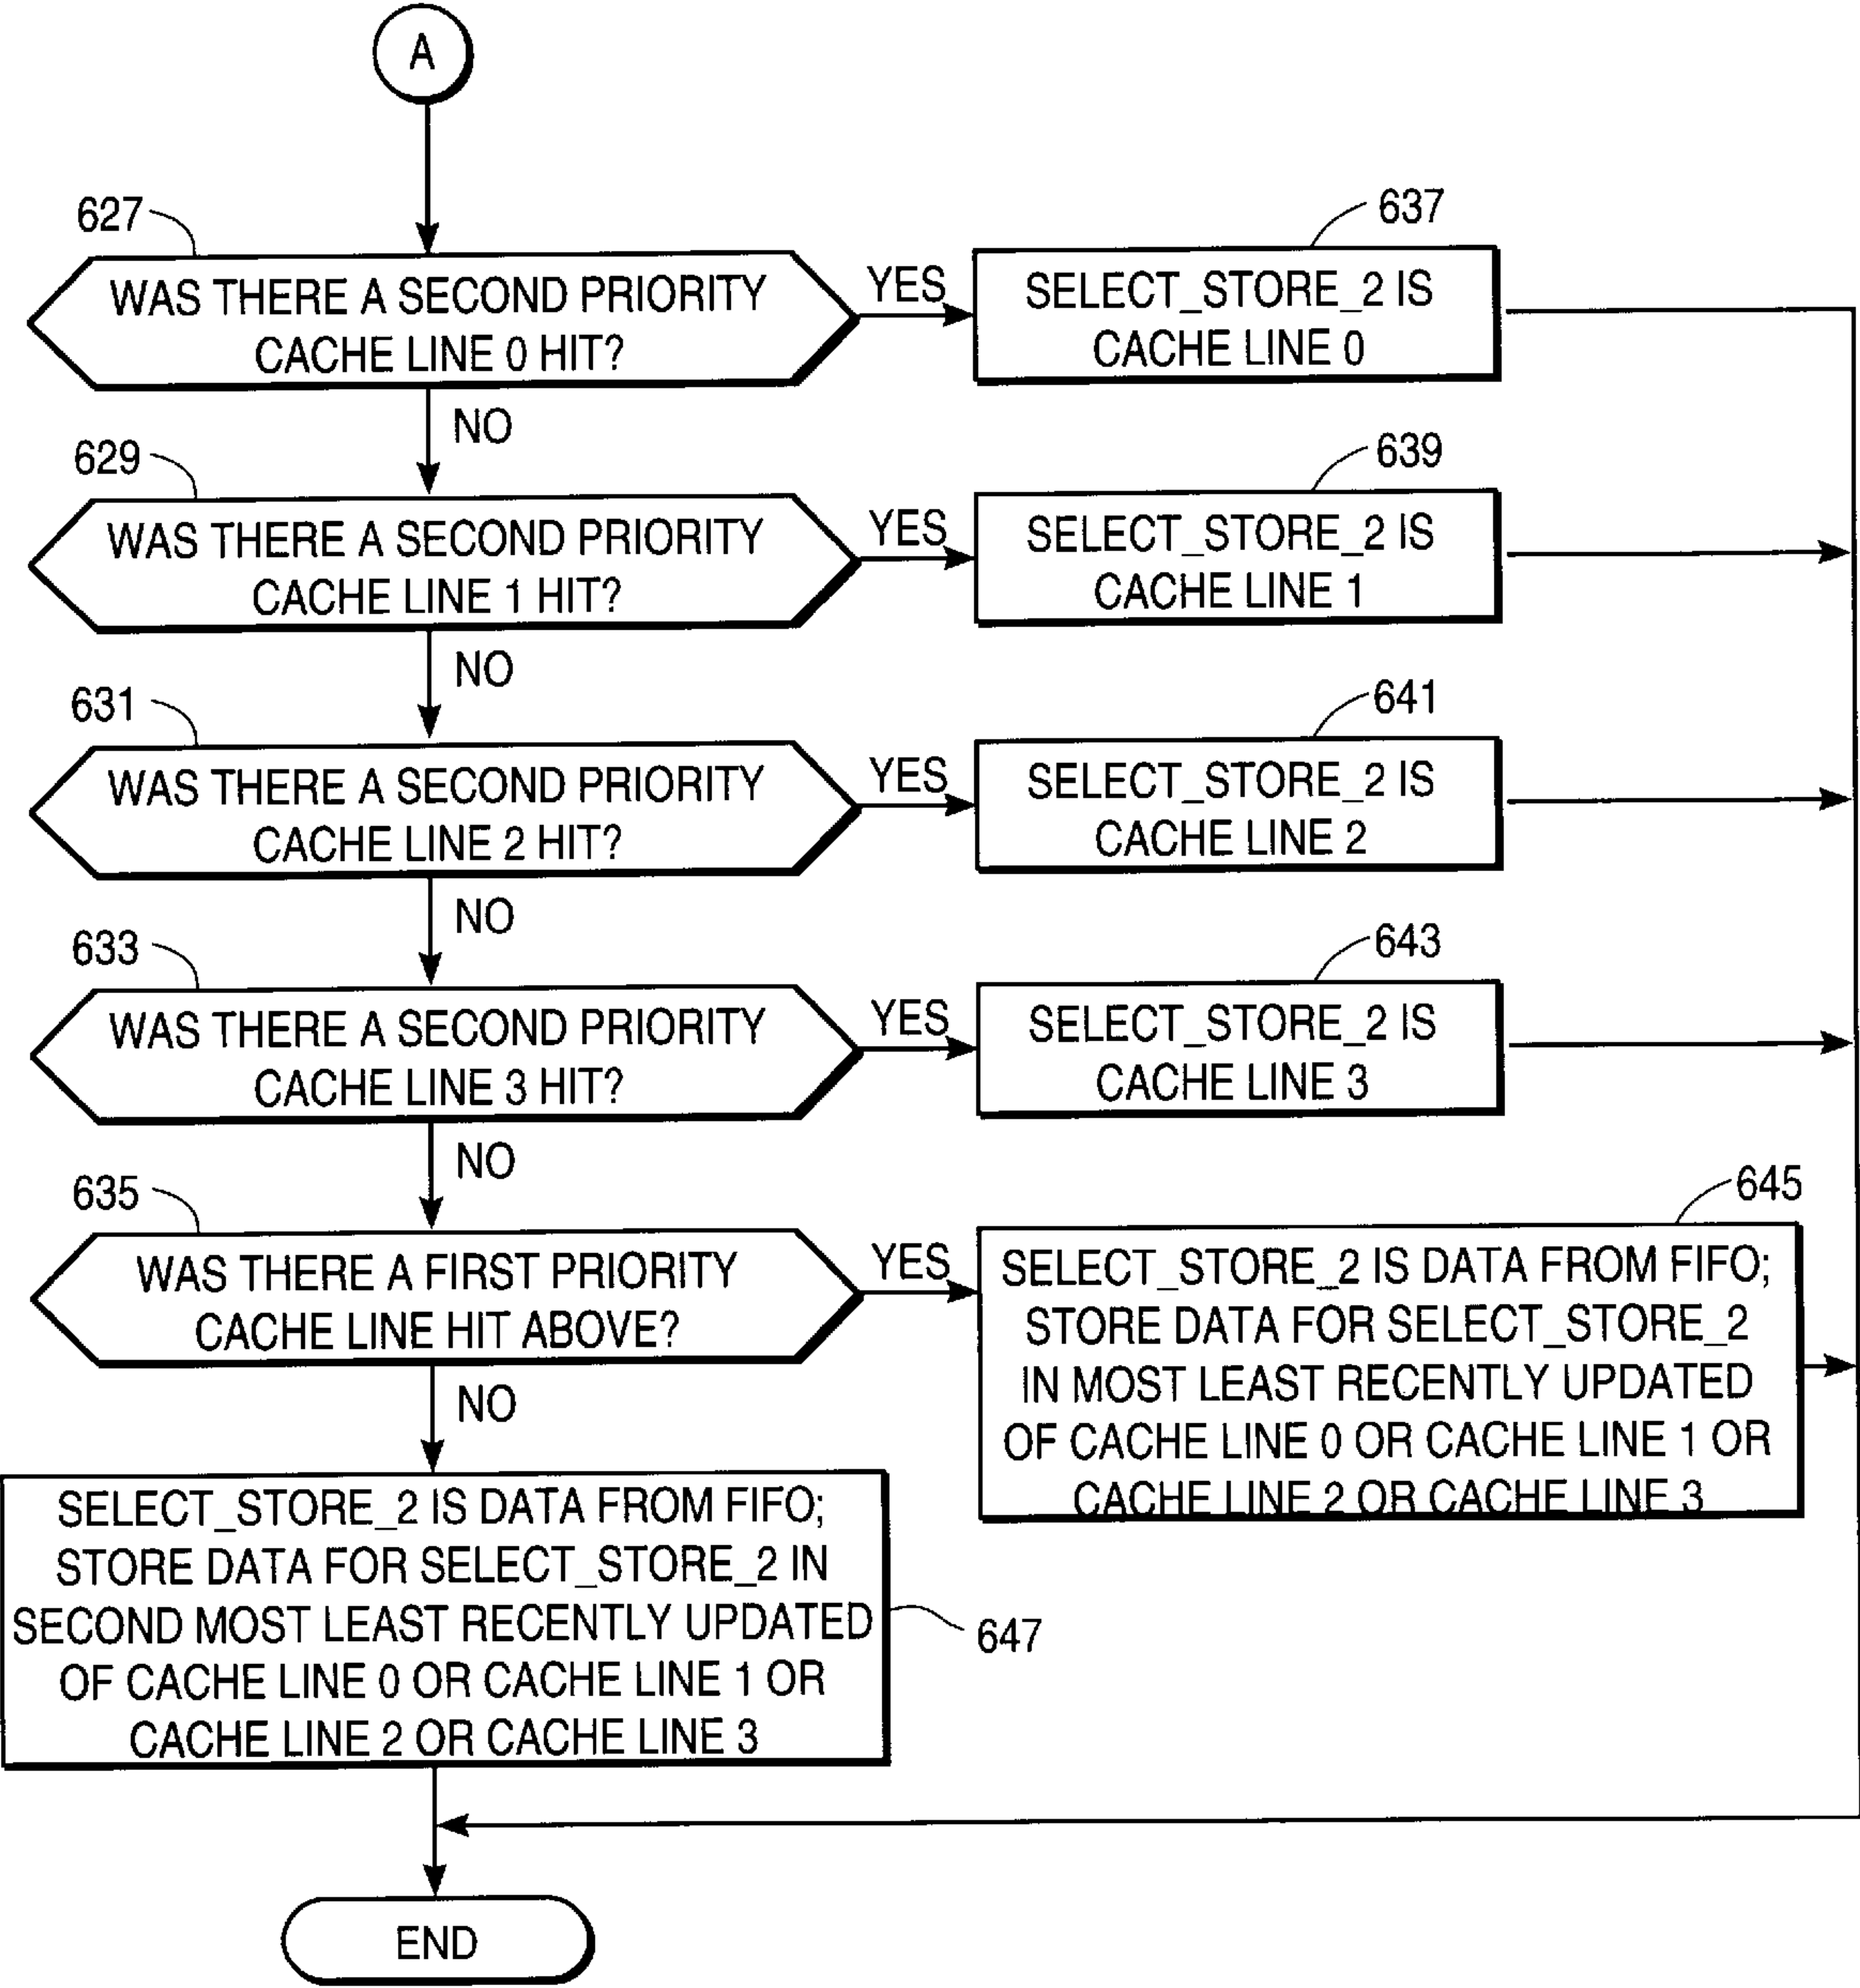 A
627
WAS THERE A SECOND PRIORITY
CACHE LINE 0 HIT?
YES
637
SELECT_STORE_2 IS
CACHE LINE 0
NO
629
WAS THERE A SECOND PRIORITY
CACHE LINE 1 HIT?
YES
639
SELECT_STORE_2 IS
CACHE LINE 1
NO
631
WAS THERE A SECOND PRIORITY
CACHE LINE 2 HIT?
YES
641
SELECT_STORE_2 IS
CACHE LINE 2
NO
633
WAS THERE A SECOND PRIORITY
CACHE LINE 3 HIT?
YES
643
SELECT_STORE_2 IS
CACHE LINE 3
NO
635
WAS THERE A FIRST PRIORITY
CACHE LINE HIT ABOVE?
YES
645
SELECT_STORE_2 IS DATA FROM FIFO;
STORE DATA FOR SELECT_STORE_2
IN MOST LEAST RECENTLY UPDATED
OF CACHE LINE 0 OR CACHE LINE 1 OR
CACHE LINE 2 OR CACHE LINE 3
NO
SELECT_STORE_2 IS DATA FROM FIFO;
STORE DATA FOR SELECT_STORE_2 IN
SECOND MOST LEAST RECENTLY UPDATED
OF CACHE LINE 0 OR CACHE LINE 1 OR
CACHE LINE 2 OR CACHE LINE 3
647
END